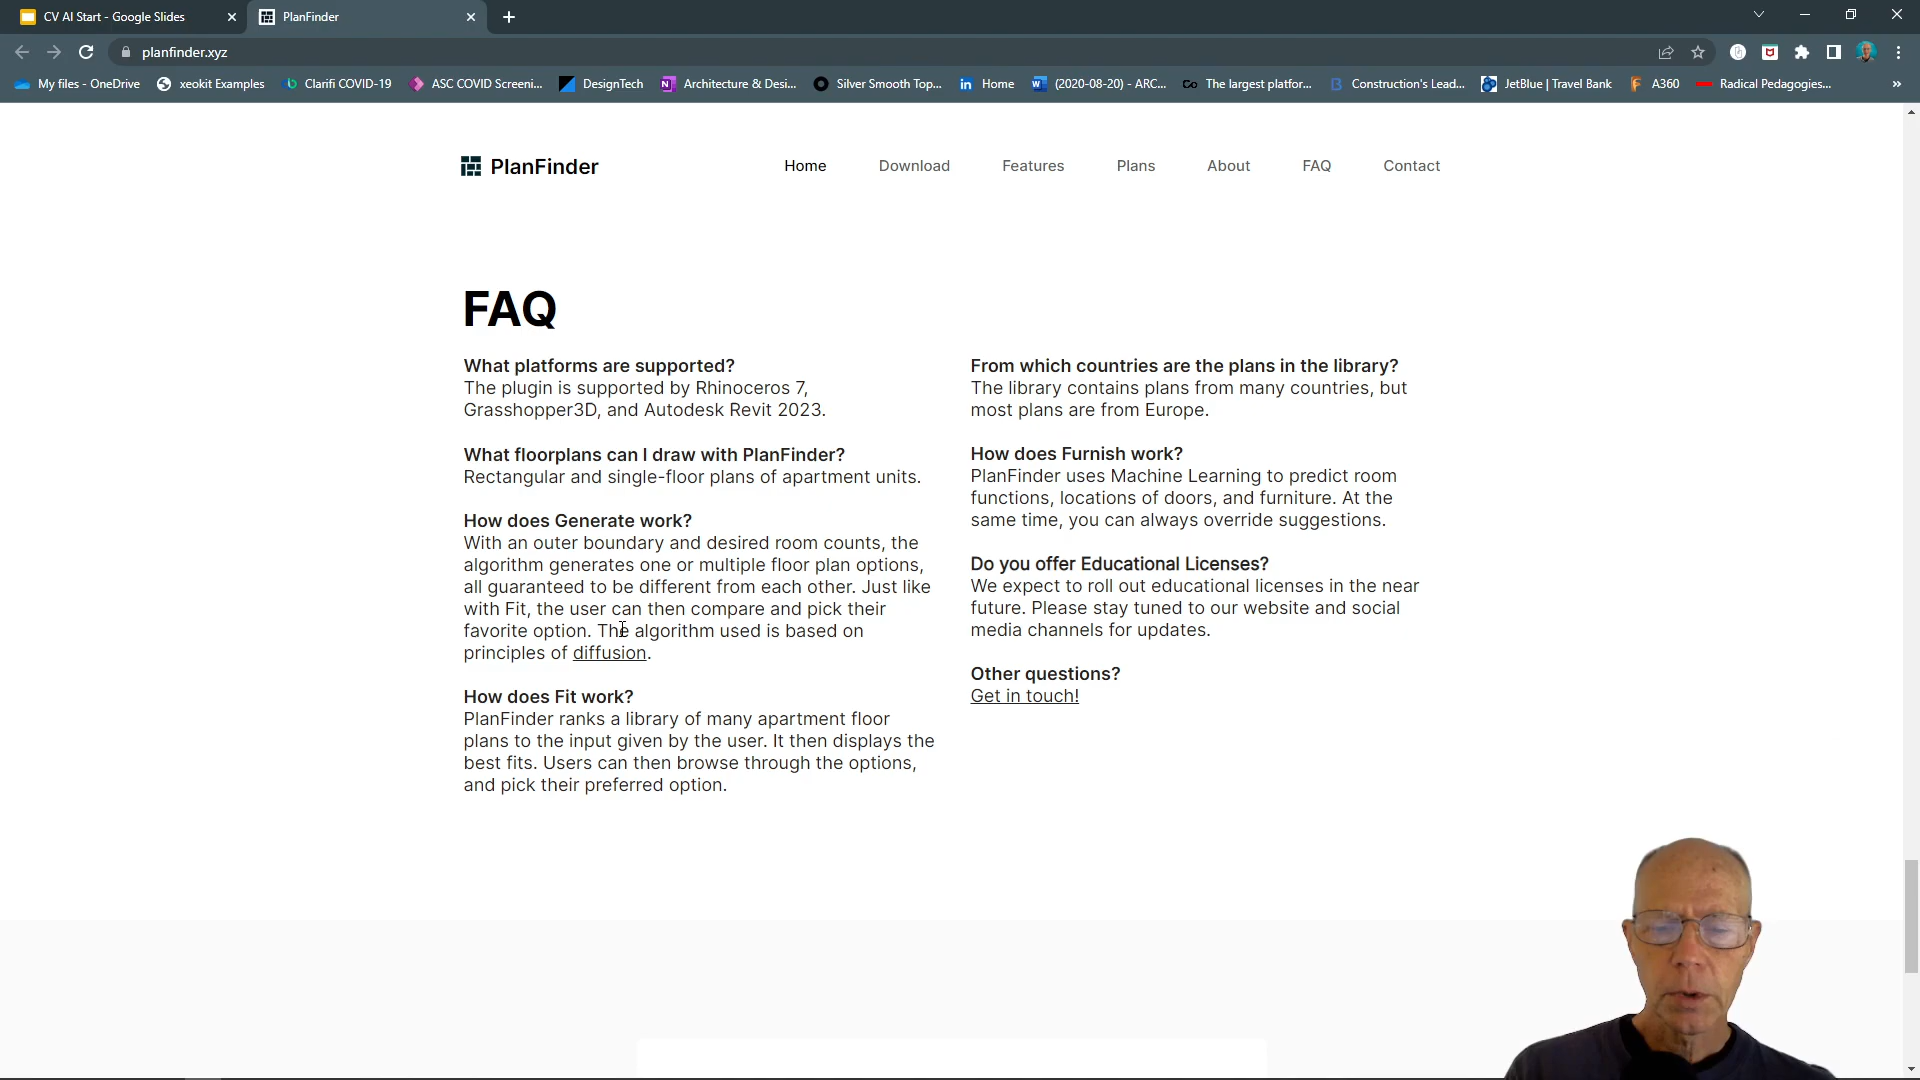 CV AI Start - Google Slides
PlanFinder
planfinder.xyz
My files - OneDrive
xeokit Examples
Clarifi COVID-19
ASC COVID Screeni...
DesignTech
Architecture & Desi...
Silver Smooth Top...
Home
(2020-08-20) - ARC...
The largest platfor...
Construction's Lead...
JetBlue | Travel Bank
A360
Radical Pedagogies...
PlanFinder
Home
Download
Features
Plans
About
FAQ
Contact
FAQ
What platforms are supported?
The plugin is supported by Rhinoceros 7,
Grasshopper3D, and Autodesk Revit 2023.
What floorplans can I draw with PlanFinder?
Rectangular and single-floor plans of apartment units.
How does Generate work?
With an outer boundary and desired room counts, the
algorithm generates one or multiple floor plan options,
all guaranteed to be different from each other. Just like
with Fit, the user can then compare and pick their
favorite option. The algorithm used is based on
principles of diffusion.
How does Fit work?
PlanFinder ranks a library of many apartment floor
plans to the input given by the user. It then displays the
best fits. Users can then browse through the options,
and pick their preferred option.
From which countries are the plans in the library?
The library contains plans from many countries, but
most plans are from Europe.
How does Furnish work?
PlanFinder uses Machine Learning to predict room
functions, locations of doors, and furniture. At the
same time, you can always override suggestions.
Do you offer Educational Licenses?
We expect to roll out educational licenses in the near
future. Please stay tuned to our website and social
media channels for updates.
Other questions?
Get in touch!